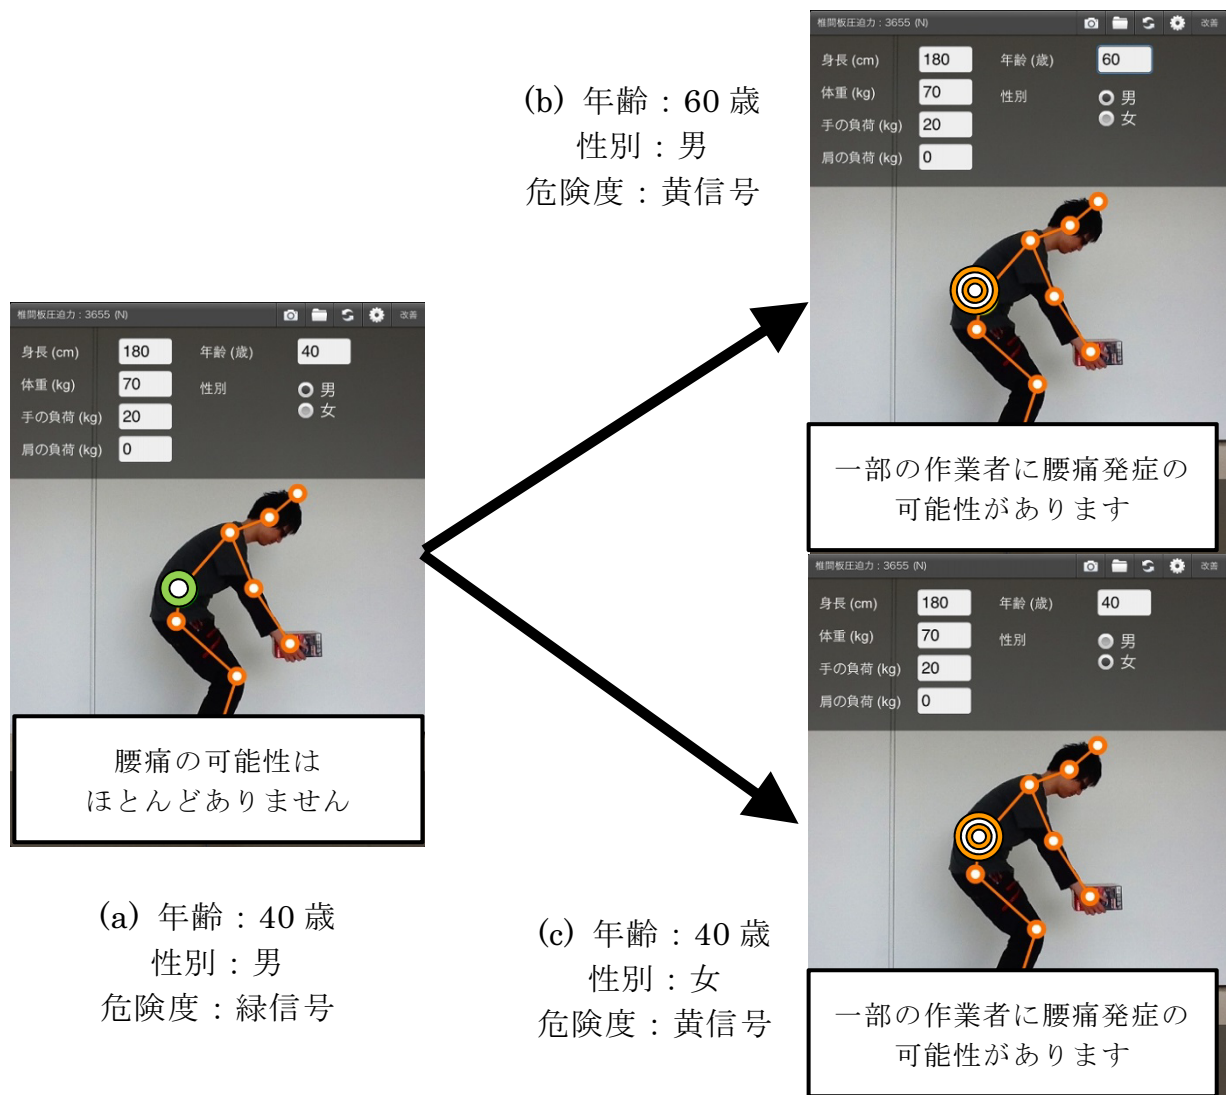 椎間板圧迫力：3655 (N)
改善
身長 (cm)
180
年齢 (歳)
60
体重 (kg)
70
性別
男
女
手の負荷 (kg)
20
肩の負荷 (kg)
0
(b) 年齢：60 歳
性別：男
危険度：黄信号
一部の作業者に腰痛発症の
可能性があります
椎間板圧迫力：3655 (N)
改善
身長 (cm)
180
年齢 (歳)
40
体重 (kg)
70
性別
男
女
手の負荷 (kg)
20
肩の負荷 (kg)
0
腰痛の可能性は
ほとんどありません
(a) 年齢：40 歳
性別：男
危険度：緑信号
椎間板圧迫力：3655 (N)
改善
身長 (cm)
180
年齢 (歳)
40
体重 (kg)
70
性別
男
女
手の負荷 (kg)
20
肩の負荷 (kg)
0
(c) 年齢：40 歳
性別：女
危険度：黄信号
一部の作業者に腰痛発症の
可能性があります